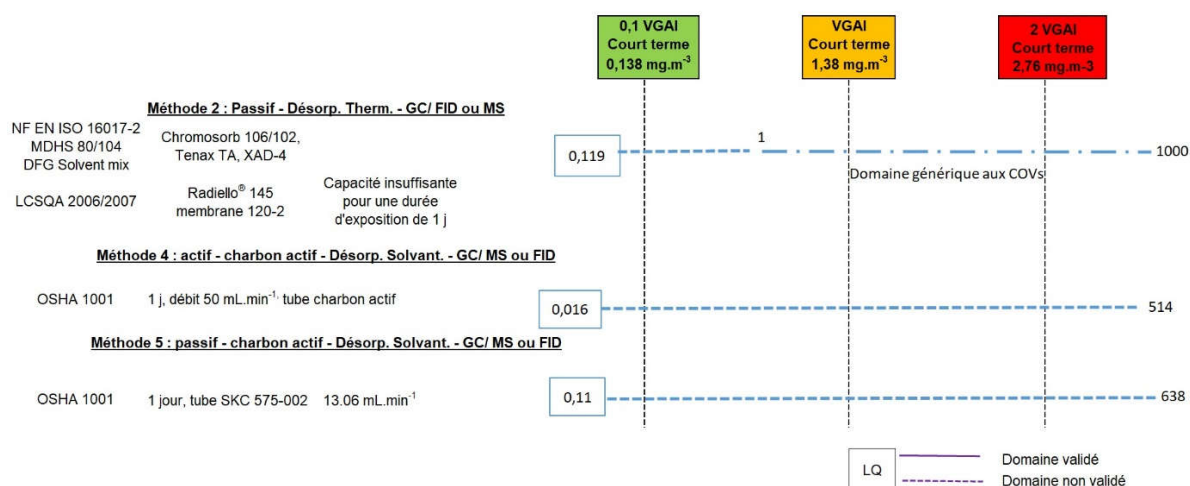 0,1 VGAI
Court terme
0,138 mg.m-3
VGAI
Court terme
1,38 mg.m-3
2 VGAI
Court terme
2,76 mg.m-3
Méthode 2 : Passif - Désorp. Therm. - GC/ FID ou MS
NF EN ISO 16017-2
MDHS 80/104
DFG Solvent mix
Chromosorb 106/102,
Tenax TA, XAD-4
0,119
1
1000
Domaine générique aux COVs
LCSQA 2006/2007
Radiello® 145
membrane 120-2
Capacité insuffisante
pour une durée
d'exposition de 1 j
Méthode 4 : actif - charbon actif - Désorp. Solvant. - GC/ MS ou FID
OSHA 1001
1 j, débit 50 mL.min-1, tube charbon actif
0,016
514
Méthode 5 : passif - charbon actif - Désorp. Solvant. - GC/ MS ou FID
OSHA 1001
1 jour, tube SKC 575-002
13.06 mL.min-1
0,11
638
LQ
Domaine validé
Domaine non validé